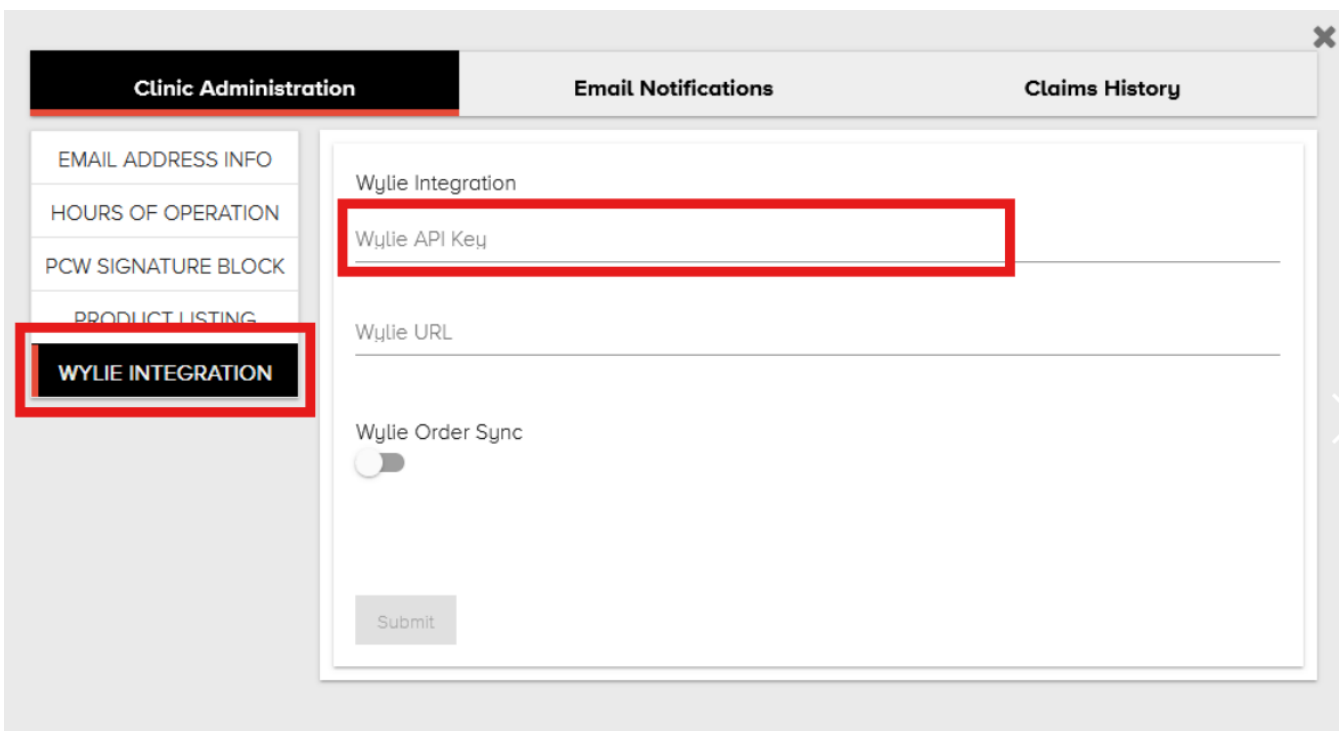 Clinic Administration
Email Notifications
Claims History
EMAIL ADDRESS INFO
HOURS OF OPERATION
PCW SIGNATURE BLOCK
PRODUCT LISTING
WYLIE INTEGRATION
Wylie Integration
Wylie API Key
Wylie URL
Wylie Order Sync
Submit